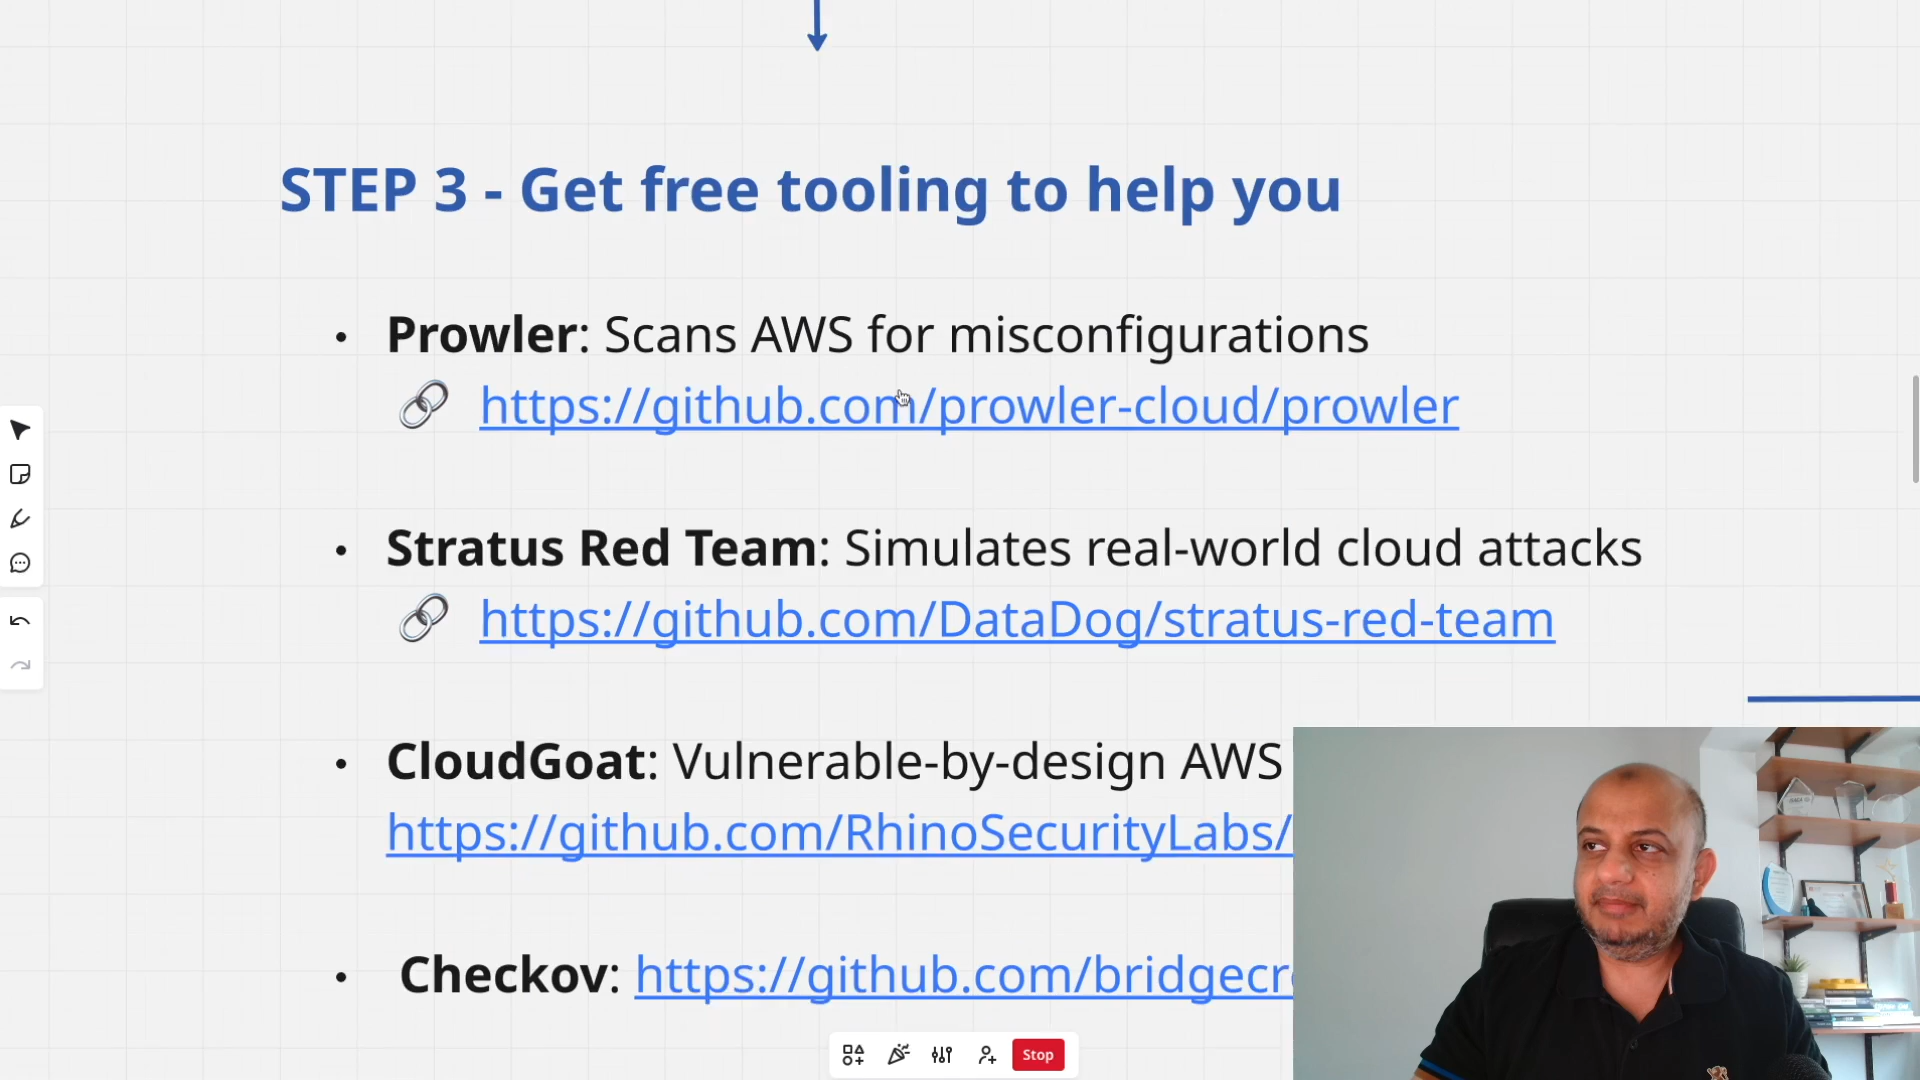 STEP 3 - Get free tooling to help you
• Prowler: Scans AWS for misconfigurations
🔗 https://github.com/prowler-cloud/prowler
• Stratus Red Team: Simulates real-world cloud attacks
🔗 https://github.com/DataDog/stratus-red-team
• CloudGoat: Vulnerable-by-design AWS
https://github.com/RhinoSecurityLabs/
• Checkov: https://github.com/bridgecr
Stop